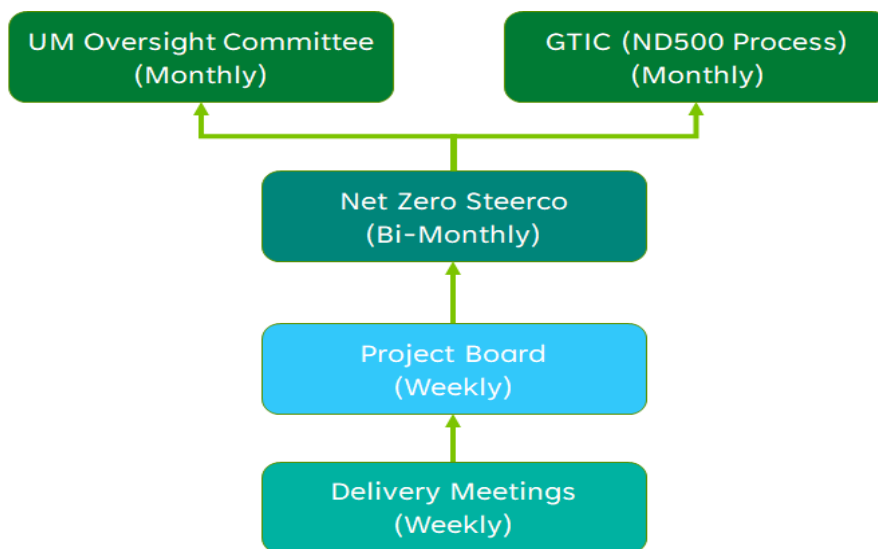 UM Oversight Committee
(Monthly)
GTIC (ND500 Process)
(Monthly)
Net Zero Steerco
(Bi-Monthly)
Project Board
(Weekly)
Delivery Meetings
(Weekly)